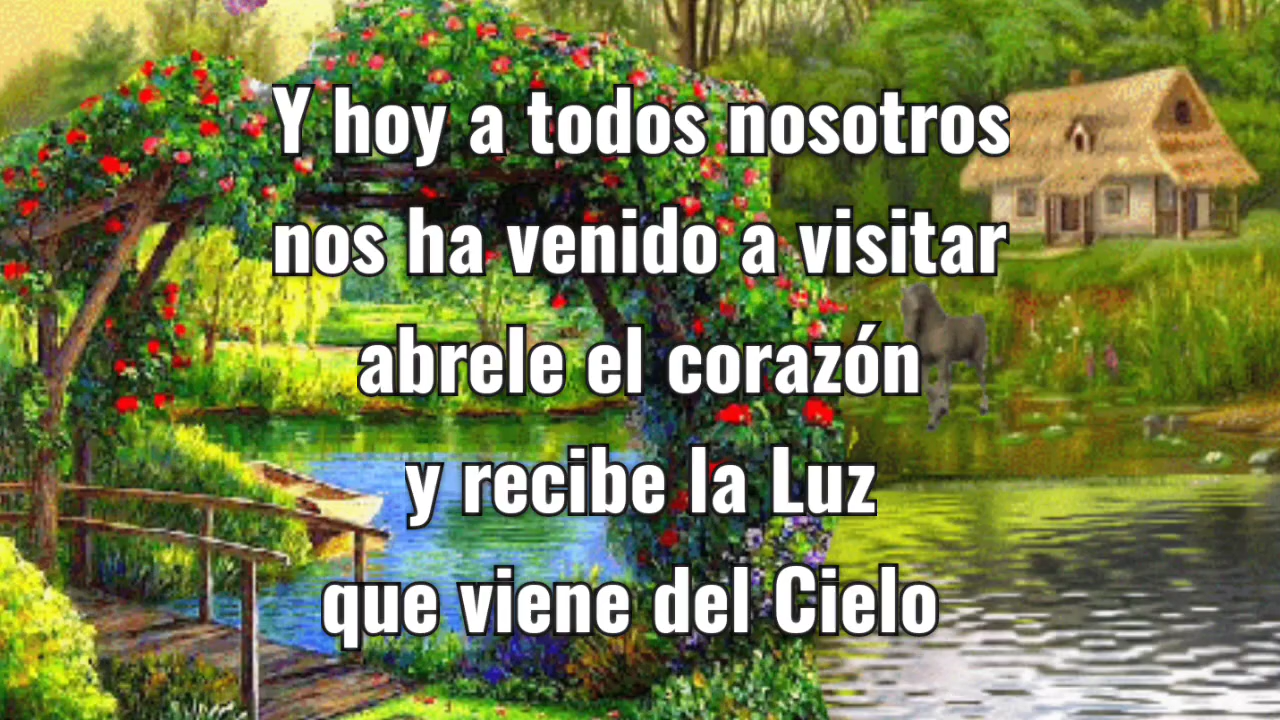 Y hoy a todos nosotros
nos ha venido a visitar
abrele el corazón
y recibe la Luz
que viene del Cielo